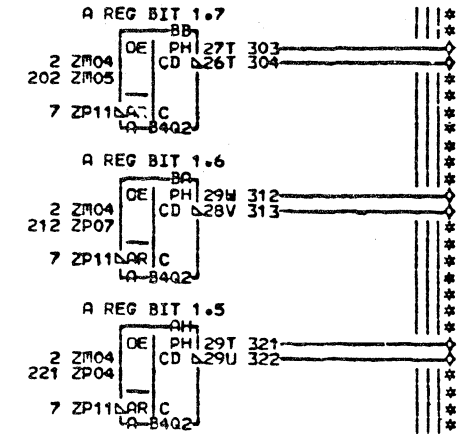 A REG BIT 1.7
BB
OE PH 27T 303
2 ZM04 CD 26T 304
202 ZM05
7 ZP11 AR C
A B4Q2
A REG BIT 1.6
BA
OE PH 29W 312
2 ZM04 CD 28V 313
212 ZP07
7 ZP11 AR C
A B4Q2
A REG BIT 1.5
AH
OE PH 29T 321
2 ZM04 CD 29U 322
221 ZP04
7 ZP11 AR C
A B4Q2